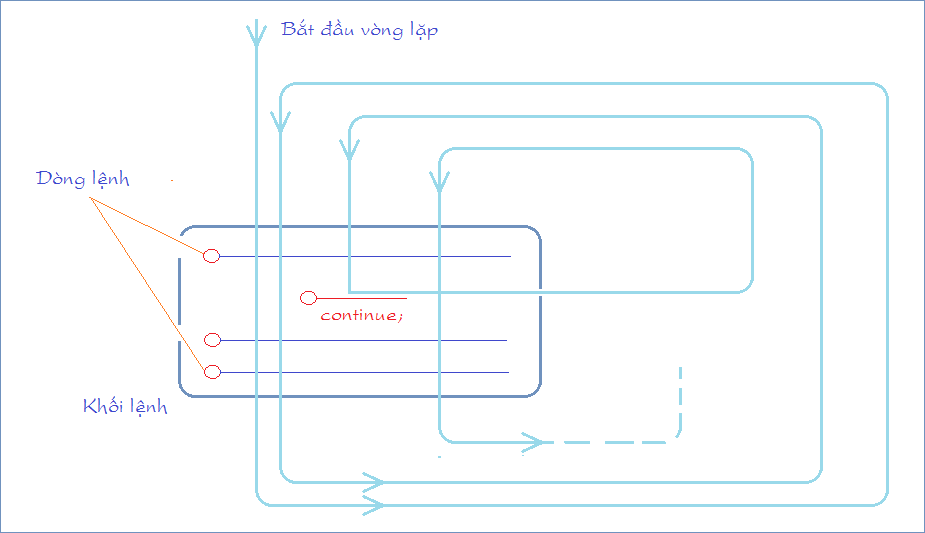 Bắt đầu vòng lặp
Dòng lệnh
continue;
Khối lệnh